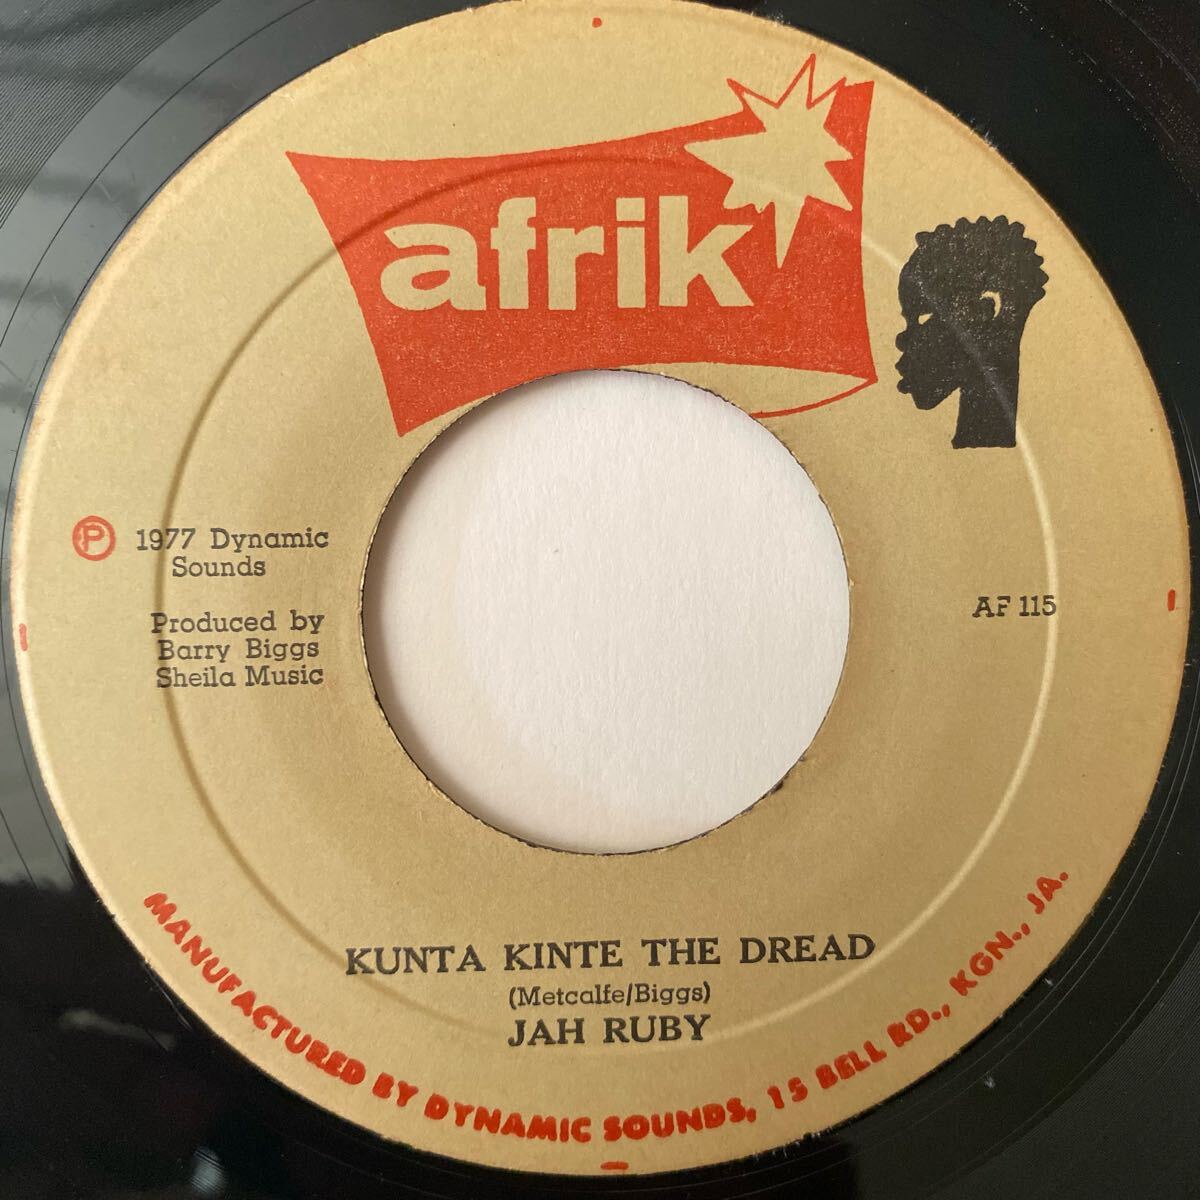 afrik
℗ 1977 Dynamic
Sounds
Produced by
Barry Biggs
Sheila Music
AF 115
KUNTA KINTE THE DREAD
(Metcalfe/Biggs)
JAH RUBY
MANUFACTURED BY DYNAMIC SOUNDS, 15 BELL RD., KGN., JA.